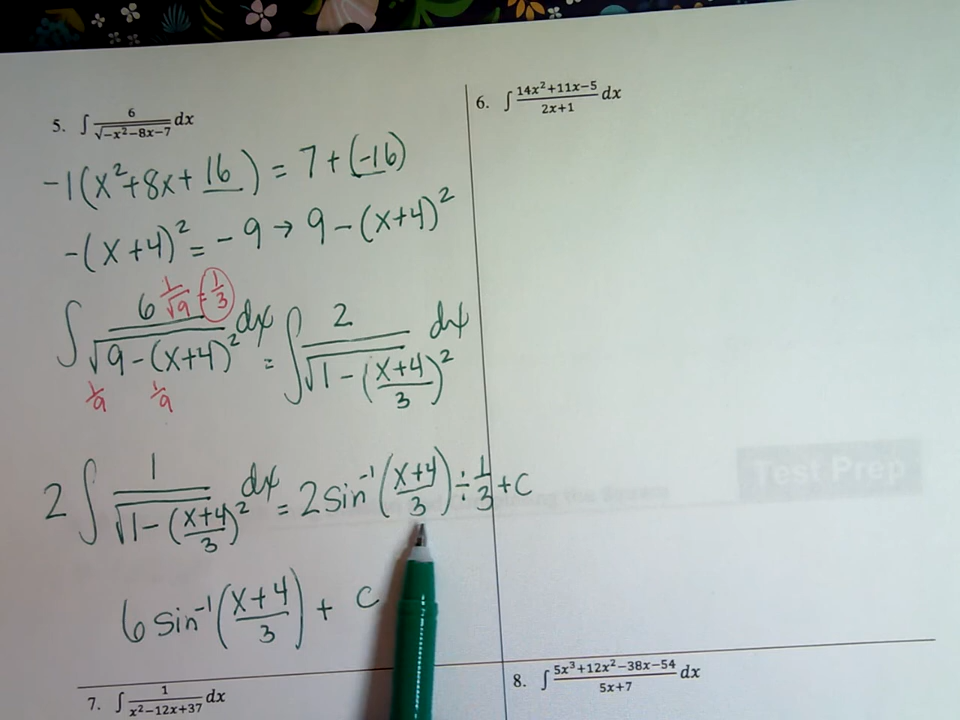 5. ∫ 6/√(-x²-8x-7) dx
-1(x²+8x+16) = 7+(-16)
-(x+4)² = -9 → 9-(x+4)²
∫ 6 1/√9 = 1/3 / √(9-(x+4)²) dx = ∫ 2/√(1-((x+4)/3)²) dx
1/9 1/9
2∫ 1/√(1-((x+4)/3)²) dx = 2sin⁻¹((x+4)/3) ÷ 1/3 + C
6 sin⁻¹((x+4)/3) + C
6. ∫ (14x²+11x-5)/(2x+1) dx
Test Prep
7. ∫ 1/(x²-12x+37) dx
8. ∫ (5x³+12x²-38x-54)/(5x+7) dx